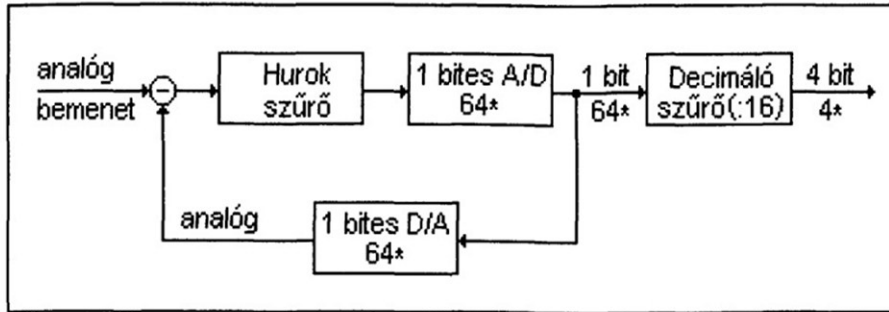 analóg
bemenet
Hurok
szűrő
1 bites A/D
64*
1 bit
64*
Decimáló
szűrő(:16)
4 bit
4*
analóg
1 bites D/A
64*